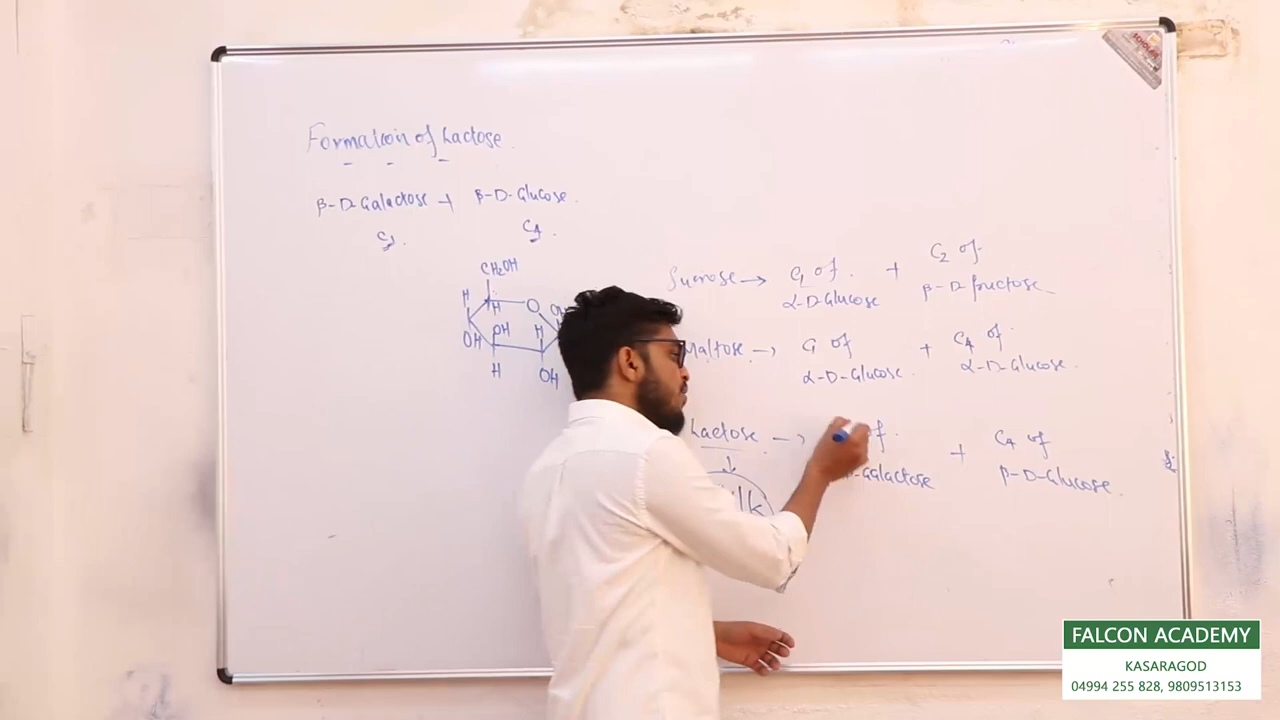 Formation of Lactose.
β-D-Galactose + β-D-Glucose.
C1. C4.
CH2OH
H H O OH
OH OH H
H OH
Sucrose → C1 of. + C2 of
α-D-Glucose β-D fructose
Maltose → C1 of + C4 of
α-D-Glucose. α-D-Glucose.
Lactose → of. + C4 of
Galactose β-D-Glucose.
FALCON ACADEMY
KASARAGOD
04994 255 828, 9809513153